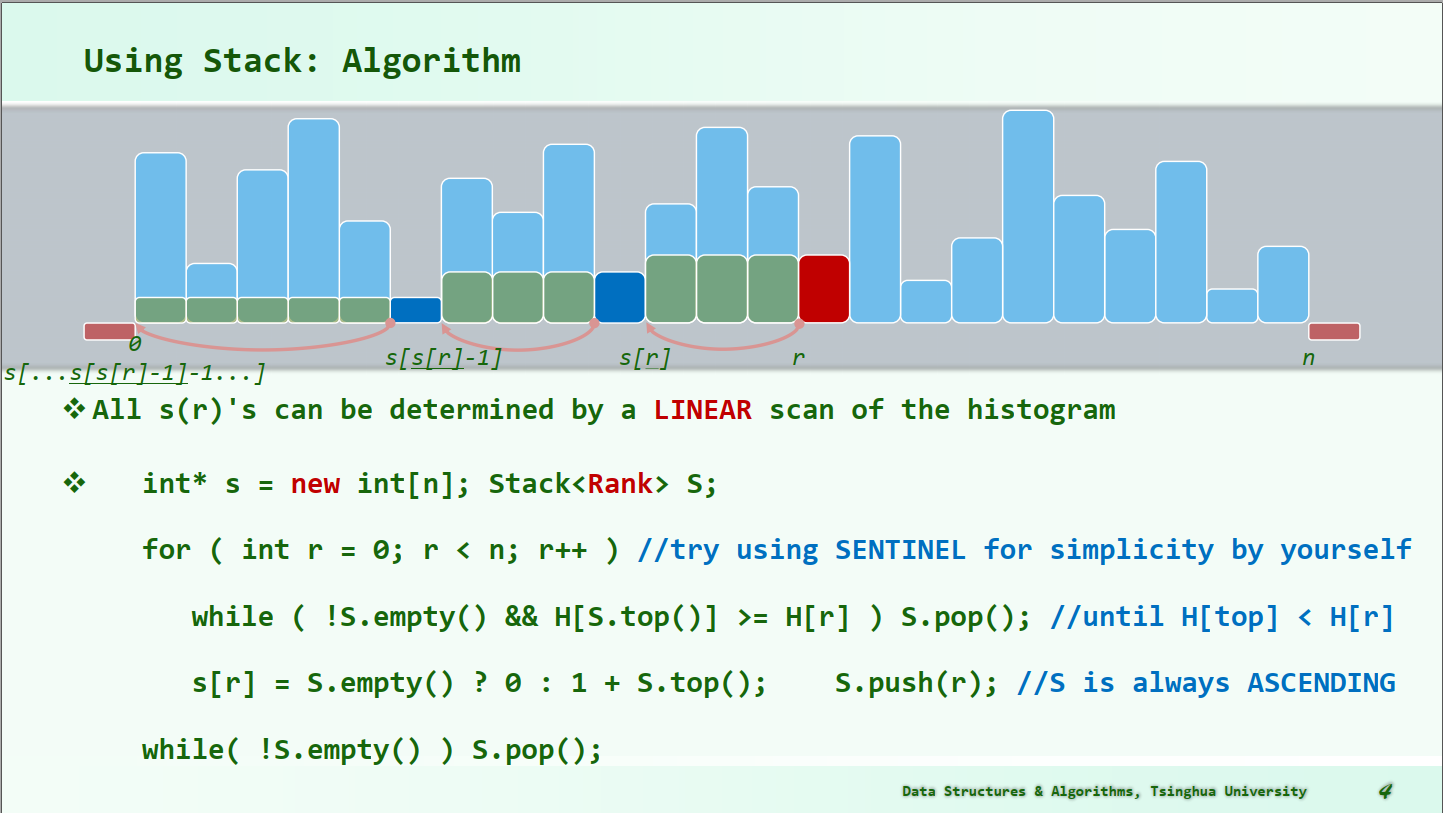 Using Stack: Algorithm
0
s[s[r]-1]
s[r]
r
n
s[...s[s[r]-1]-1...]
❖ All s(r)'s can be determined by a LINEAR scan of the histogram
❖ int* s = new int[n]; Stack<Rank> S;
for ( int r = 0; r < n; r++ ) //try using SENTINEL for simplicity by yourself
while ( !S.empty() && H[S.top()] >= H[r] ) S.pop(); //until H[top] < H[r]
s[r] = S.empty() ? 0 : 1 + S.top(); S.push(r); //S is always ASCENDING
while( !S.empty() ) S.pop();
Data Structures & Algorithms, Tsinghua University 4